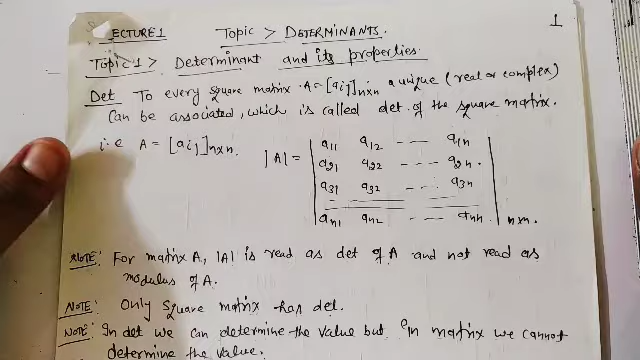 LECTURE 1 Topic > DETERMINANTS. 1
Topic 1 > Determinant and its properties.
Det To every square matrix A = [aij]n×n a unique (real or complex)
Can be associated, which is called det. of the square matrix.
i.e A = [aij]n×n. |A| =
a11 a12 ---- a1n
a21 a22 ---- a2n.
a31 a32 ---- a3n
an1 an2 ---- ann n×n.
NOTE: For matrix A, |A| is read as det of A and not read as
modulus of A.
NOTE: Only square matrix has det.
NOTE: In det we can determine the value but in matrix we cannot
determine the value.